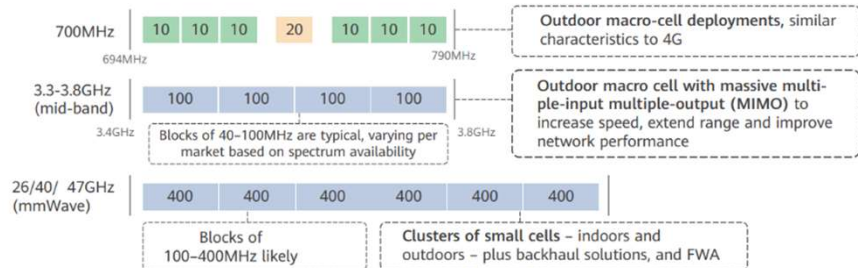 700MHz
10 10 10 20 10 10 10
694MHz
790MHz
Outdoor macro-cell deployments, similar
characteristics to 4G
3.3-3.8GHz
(mid-band)
100 100 100 100
3.4GHz
3.8GHz
Blocks of 40–100MHz are typical, varying per
market based on spectrum availability
Outdoor macro cell with massive multi-
ple-input multiple-output (MIMO) to
increase speed, extend range and improve
network performance
26/40/ 47GHz
(mmWave)
400 400 400 400 400 400
Blocks of
100–400MHz likely
Clusters of small cells – indoors and
outdoors – plus backhaul solutions, and FWA